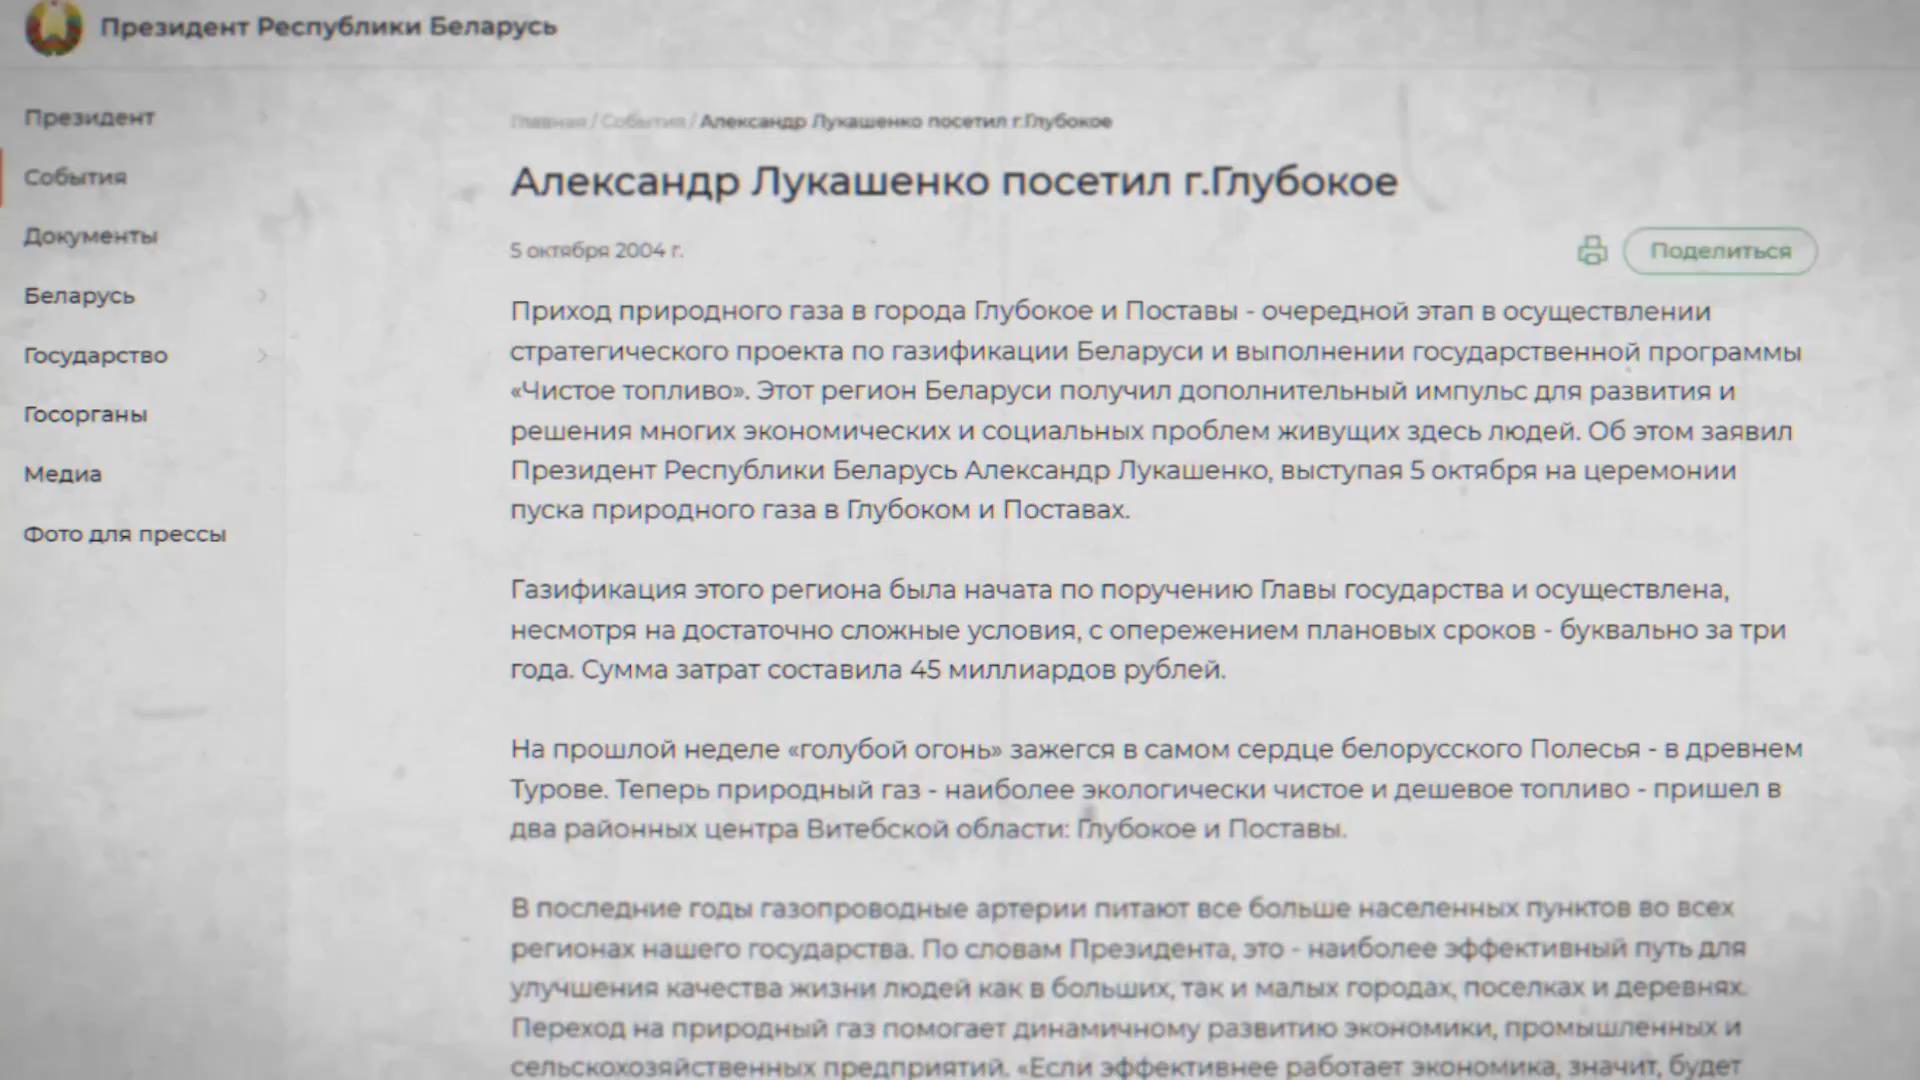 Президент Республики Беларусь
Президент
События
Документы
Беларусь
Государство
Госорганы
Медиа
Фото для прессы
Главная / События / Александр Лукашенко посетил г.Глубокое
Александр Лукашенко посетил г.Глубокое
5 октября 2004 г.
Поделиться
Приход природного газа в города Глубокое и Поставы - очередной этап в осуществлении
стратегического проекта по газификации Беларуси и выполнении государственной программы
«Чистое топливо». Этот регион Беларуси получил дополнительный импульс для развития и
решения многих экономических и социальных проблем живущих здесь людей. Об этом заявил
Президент Республики Беларусь Александр Лукашенко, выступая 5 октября на церемонии
пуска природного газа в Глубоком и Поставах.
Газификация этого региона была начата по поручению Главы государства и осуществлена,
несмотря на достаточно сложные условия, с опережением плановых сроков - буквально за три
года. Сумма затрат составила 45 миллиардов рублей.
На прошлой неделе «голубой огонь» зажегся в самом сердце белорусского Полесья - в древнем
Турове. Теперь природный газ - наиболее экологически чистое и дешевое топливо - пришел в
два районных центра Витебской области: Глубокое и Поставы.
В последние годы газопроводные артерии питают все больше населенных пунктов во всех
регионах нашего государства. По словам Президента, это - наиболее эффективный путь для
улучшения качества жизни людей как в больших, так и малых городах, поселках и деревнях.
Переход на природный газ помогает динамичному развитию экономики, промышленных и
сельскохозяйственных предприятий. «Если эффективнее работает экономика, значит, будет